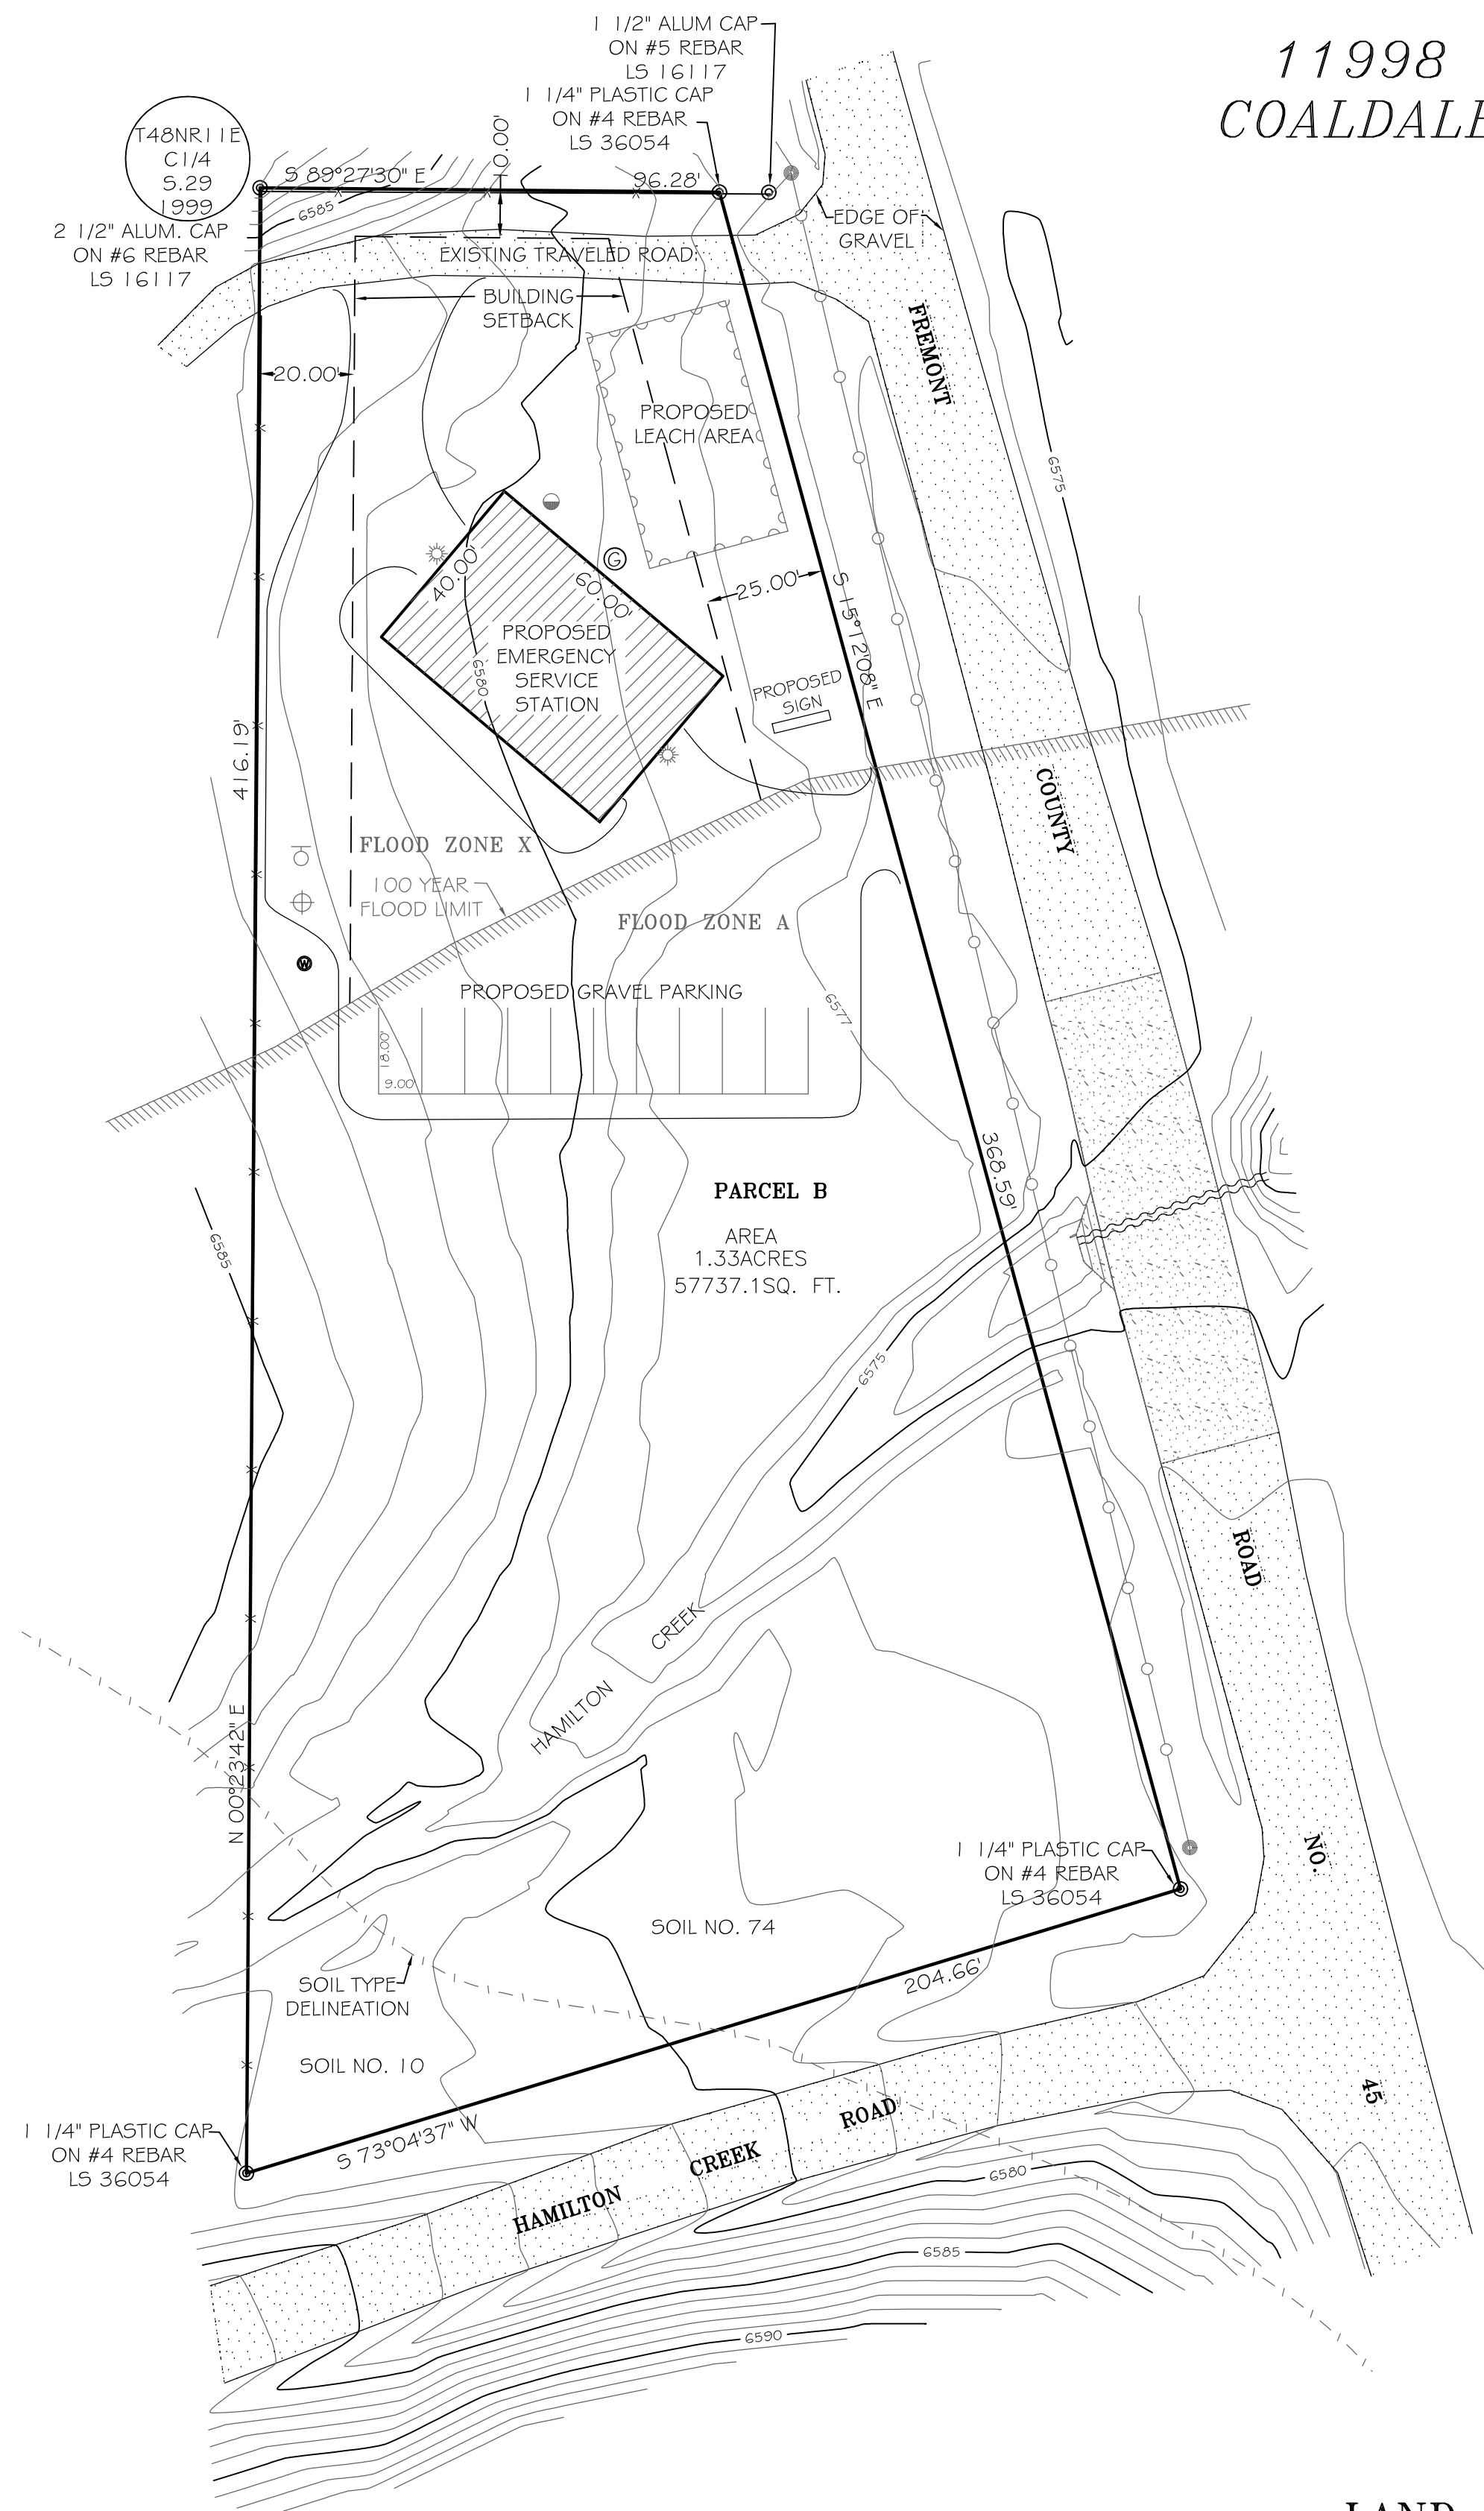 1 1/2" ALUM CAP
ON #5 REBAR
LS 16117
1 1/4" PLASTIC CAP
ON #4 REBAR
LS 36054
11998
COALDALE
T48NR11E
C1/4
S.29
1999
2 1/2" ALUM. CAP
ON #6 REBAR
LS 16117
S 89°27'30" E
96.28'
10.00'
6585
EDGE OF
GRAVEL
EXISTING TRAVELED ROAD
BUILDING
SETBACK
20.00'
FREMONT
PROPOSED
LEACH AREA
6575
40.00'
60.00'
G
25.00'
S 15°12'08" E
PROPOSED
EMERGENCY
SERVICE
STATION
6580
PROPOSED
SIGN
416.19'
COUNTY
FLOOD ZONE X
100 YEAR
FLOOD LIMIT
FLOOD ZONE A
W
PROPOSED GRAVEL PARKING
18.00'
9.00'
6577
368.59'
PARCEL B
AREA
1.33ACRES
57737.1SQ. FT.
6585
6575
ROAD
HAMILTON
CREEK
N 00°23'42" E
NO.
1 1/4" PLASTIC CAP
ON #4 REBAR
LS 36054
SOIL NO. 74
204.66'
SOIL TYPE
DELINEATION
SOIL NO. 10
45
1 1/4" PLASTIC CAP
ON #4 REBAR
LS 36054
S 73°04'37" W
HAMILTON
CREEK
ROAD
6580
6585
6590
LAND